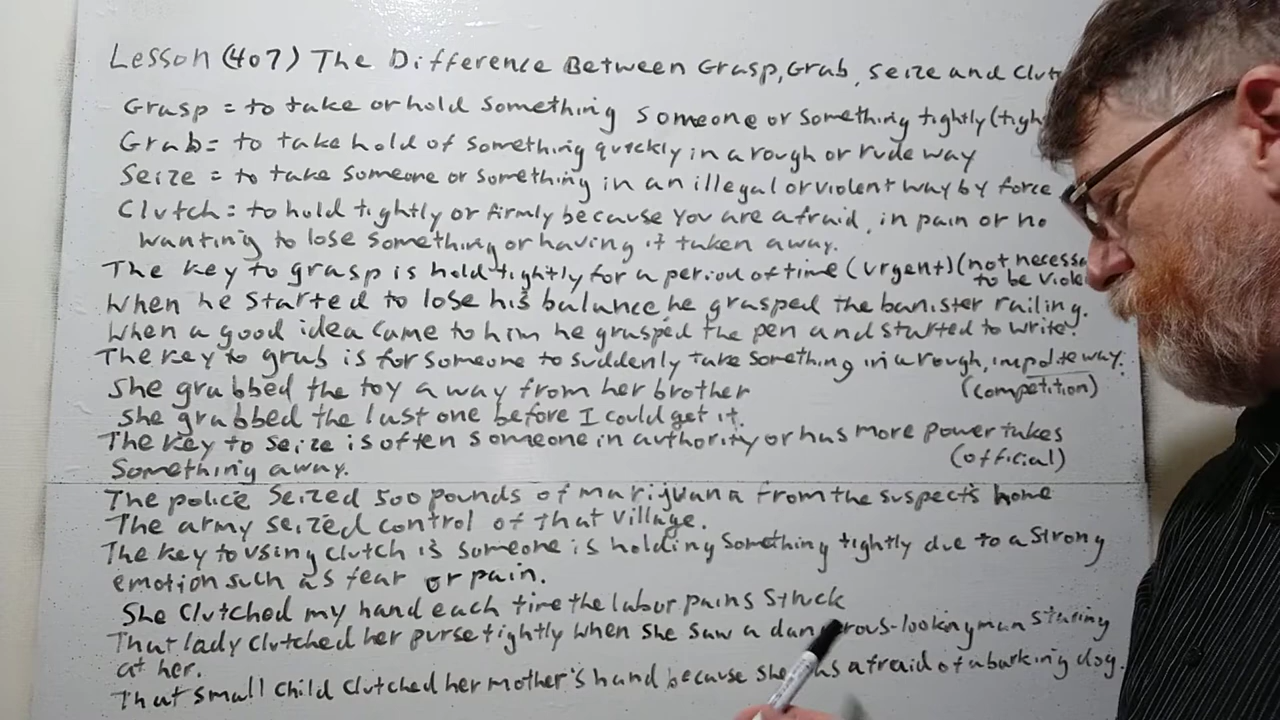 Lesson (407) The Difference Between Grasp, Grab, Seize and Clut
Grasp = to take or hold something someone or something tightly (tigh
Grab = to take hold of something quickly in a rough or rude way
Seize = to take someone or something in an illegal or violent way by force
Clutch = to hold tightly or firmly because you are afraid, in pain or no
wanting to lose something or having it taken away.
The key to grasp is hold tightly for a period of time (urgent) (not necessa
to be viole
When he started to lose his balance he grasped the banister railing.
When a good idea came to him he grasped the pen and started to write.
The key to grab is for someone to suddenly take something in a rough, impolite way.
She grabbed the toy away from her brother (competition)
She grabbed the last one before I could get it.
The key to seize is often someone in authority or has more power takes
Something away. (official)
The police seized 500 pounds of marijuana from the suspect's home
The army seized control of that village.
The key to using clutch is someone is holding something tightly due to a strong
emotion such as fear or pain.
She clutched my hand each time the labor pains struck
That lady clutched her purse tightly when she saw a dan rous-looking man staring
at her.
That small child clutched her mother's hand because she as afraid of a barking dog.